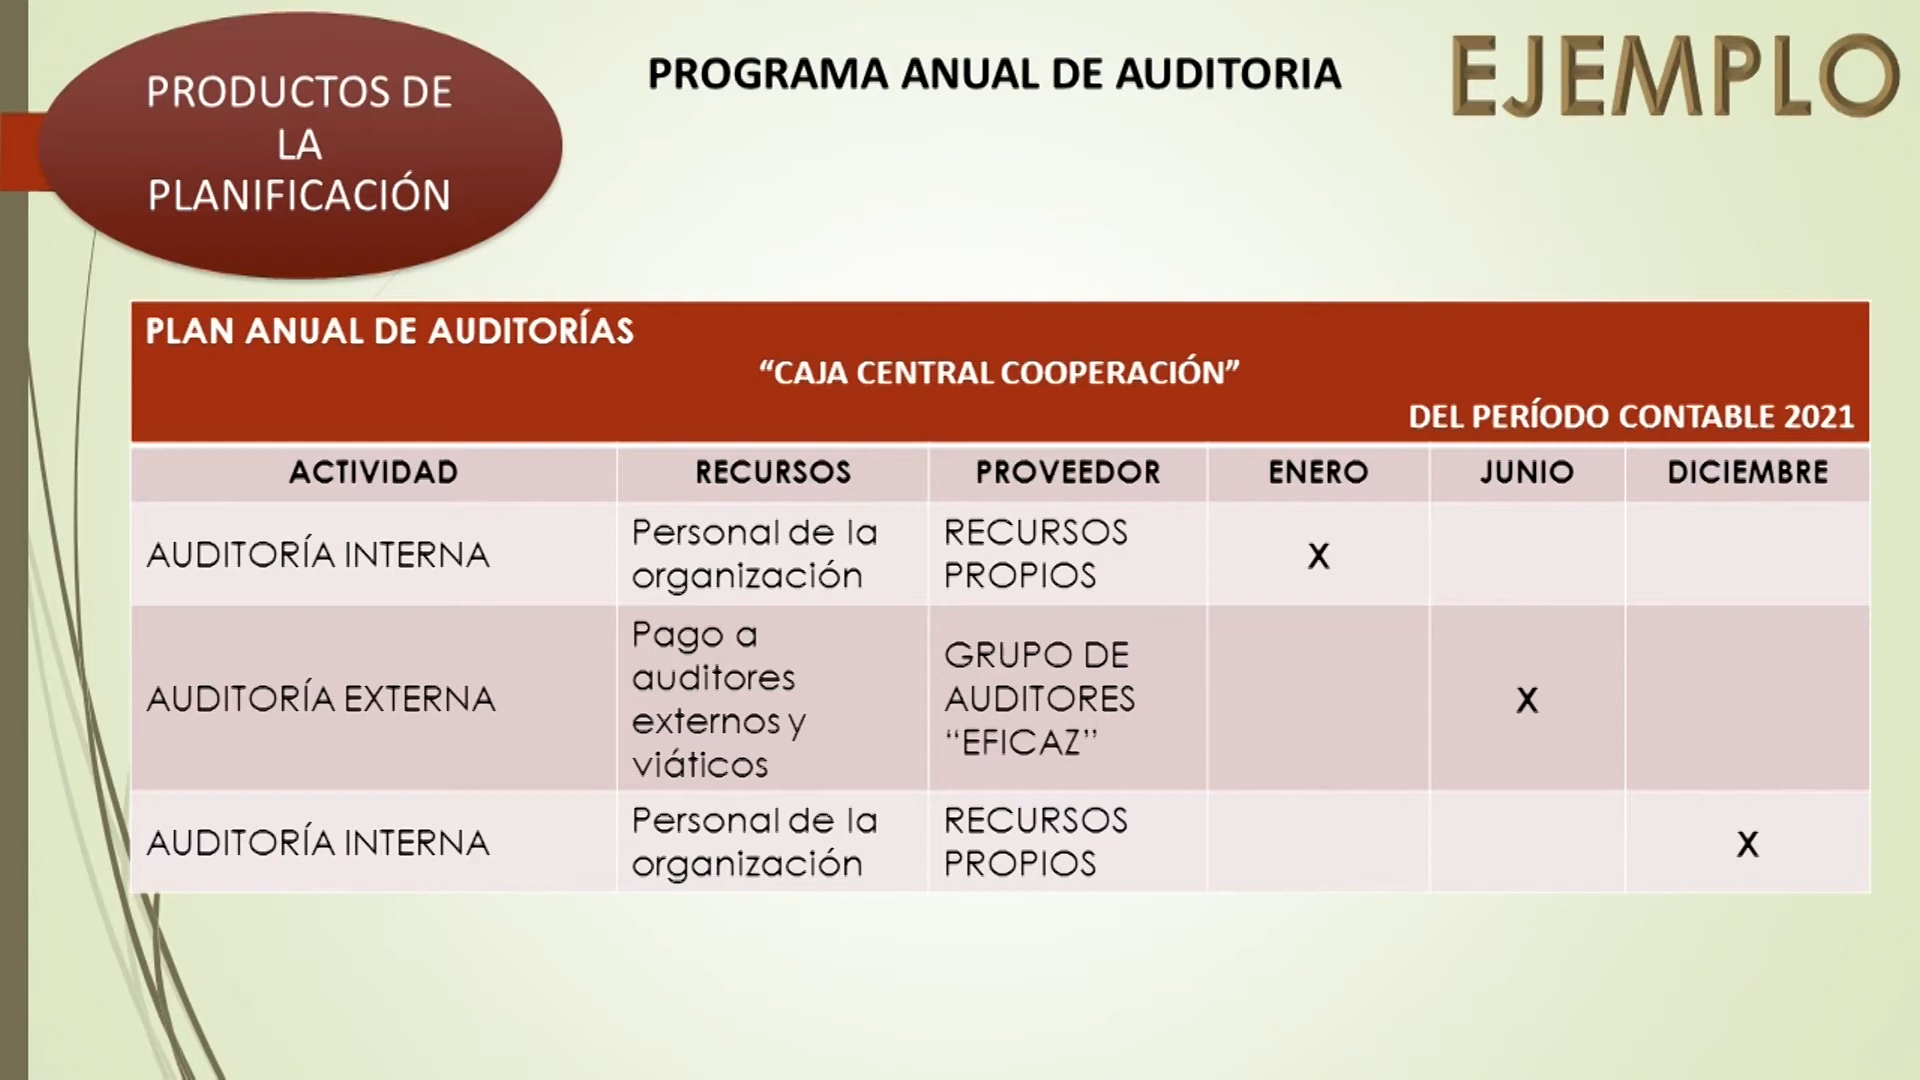 PRODUCTOS DE
LA
PLANIFICACIÓN
PROGRAMA ANUAL DE AUDITORIA
EJEMPLO
PLAN ANUAL DE AUDITORÍAS
“CAJA CENTRAL COOPERACIÓN”
DEL PERÍODO CONTABLE 2021
ACTIVIDAD RECURSOS PROVEEDOR ENERO JUNIO DICIEMBRE
AUDITORÍA INTERNA
Personal de la
organización
RECURSOS
PROPIOS
X
AUDITORÍA EXTERNA
Pago a
auditores
externos y
viáticos
GRUPO DE
AUDITORES
“EFICAZ”
X
AUDITORÍA INTERNA
Personal de la
organización
RECURSOS
PROPIOS
X